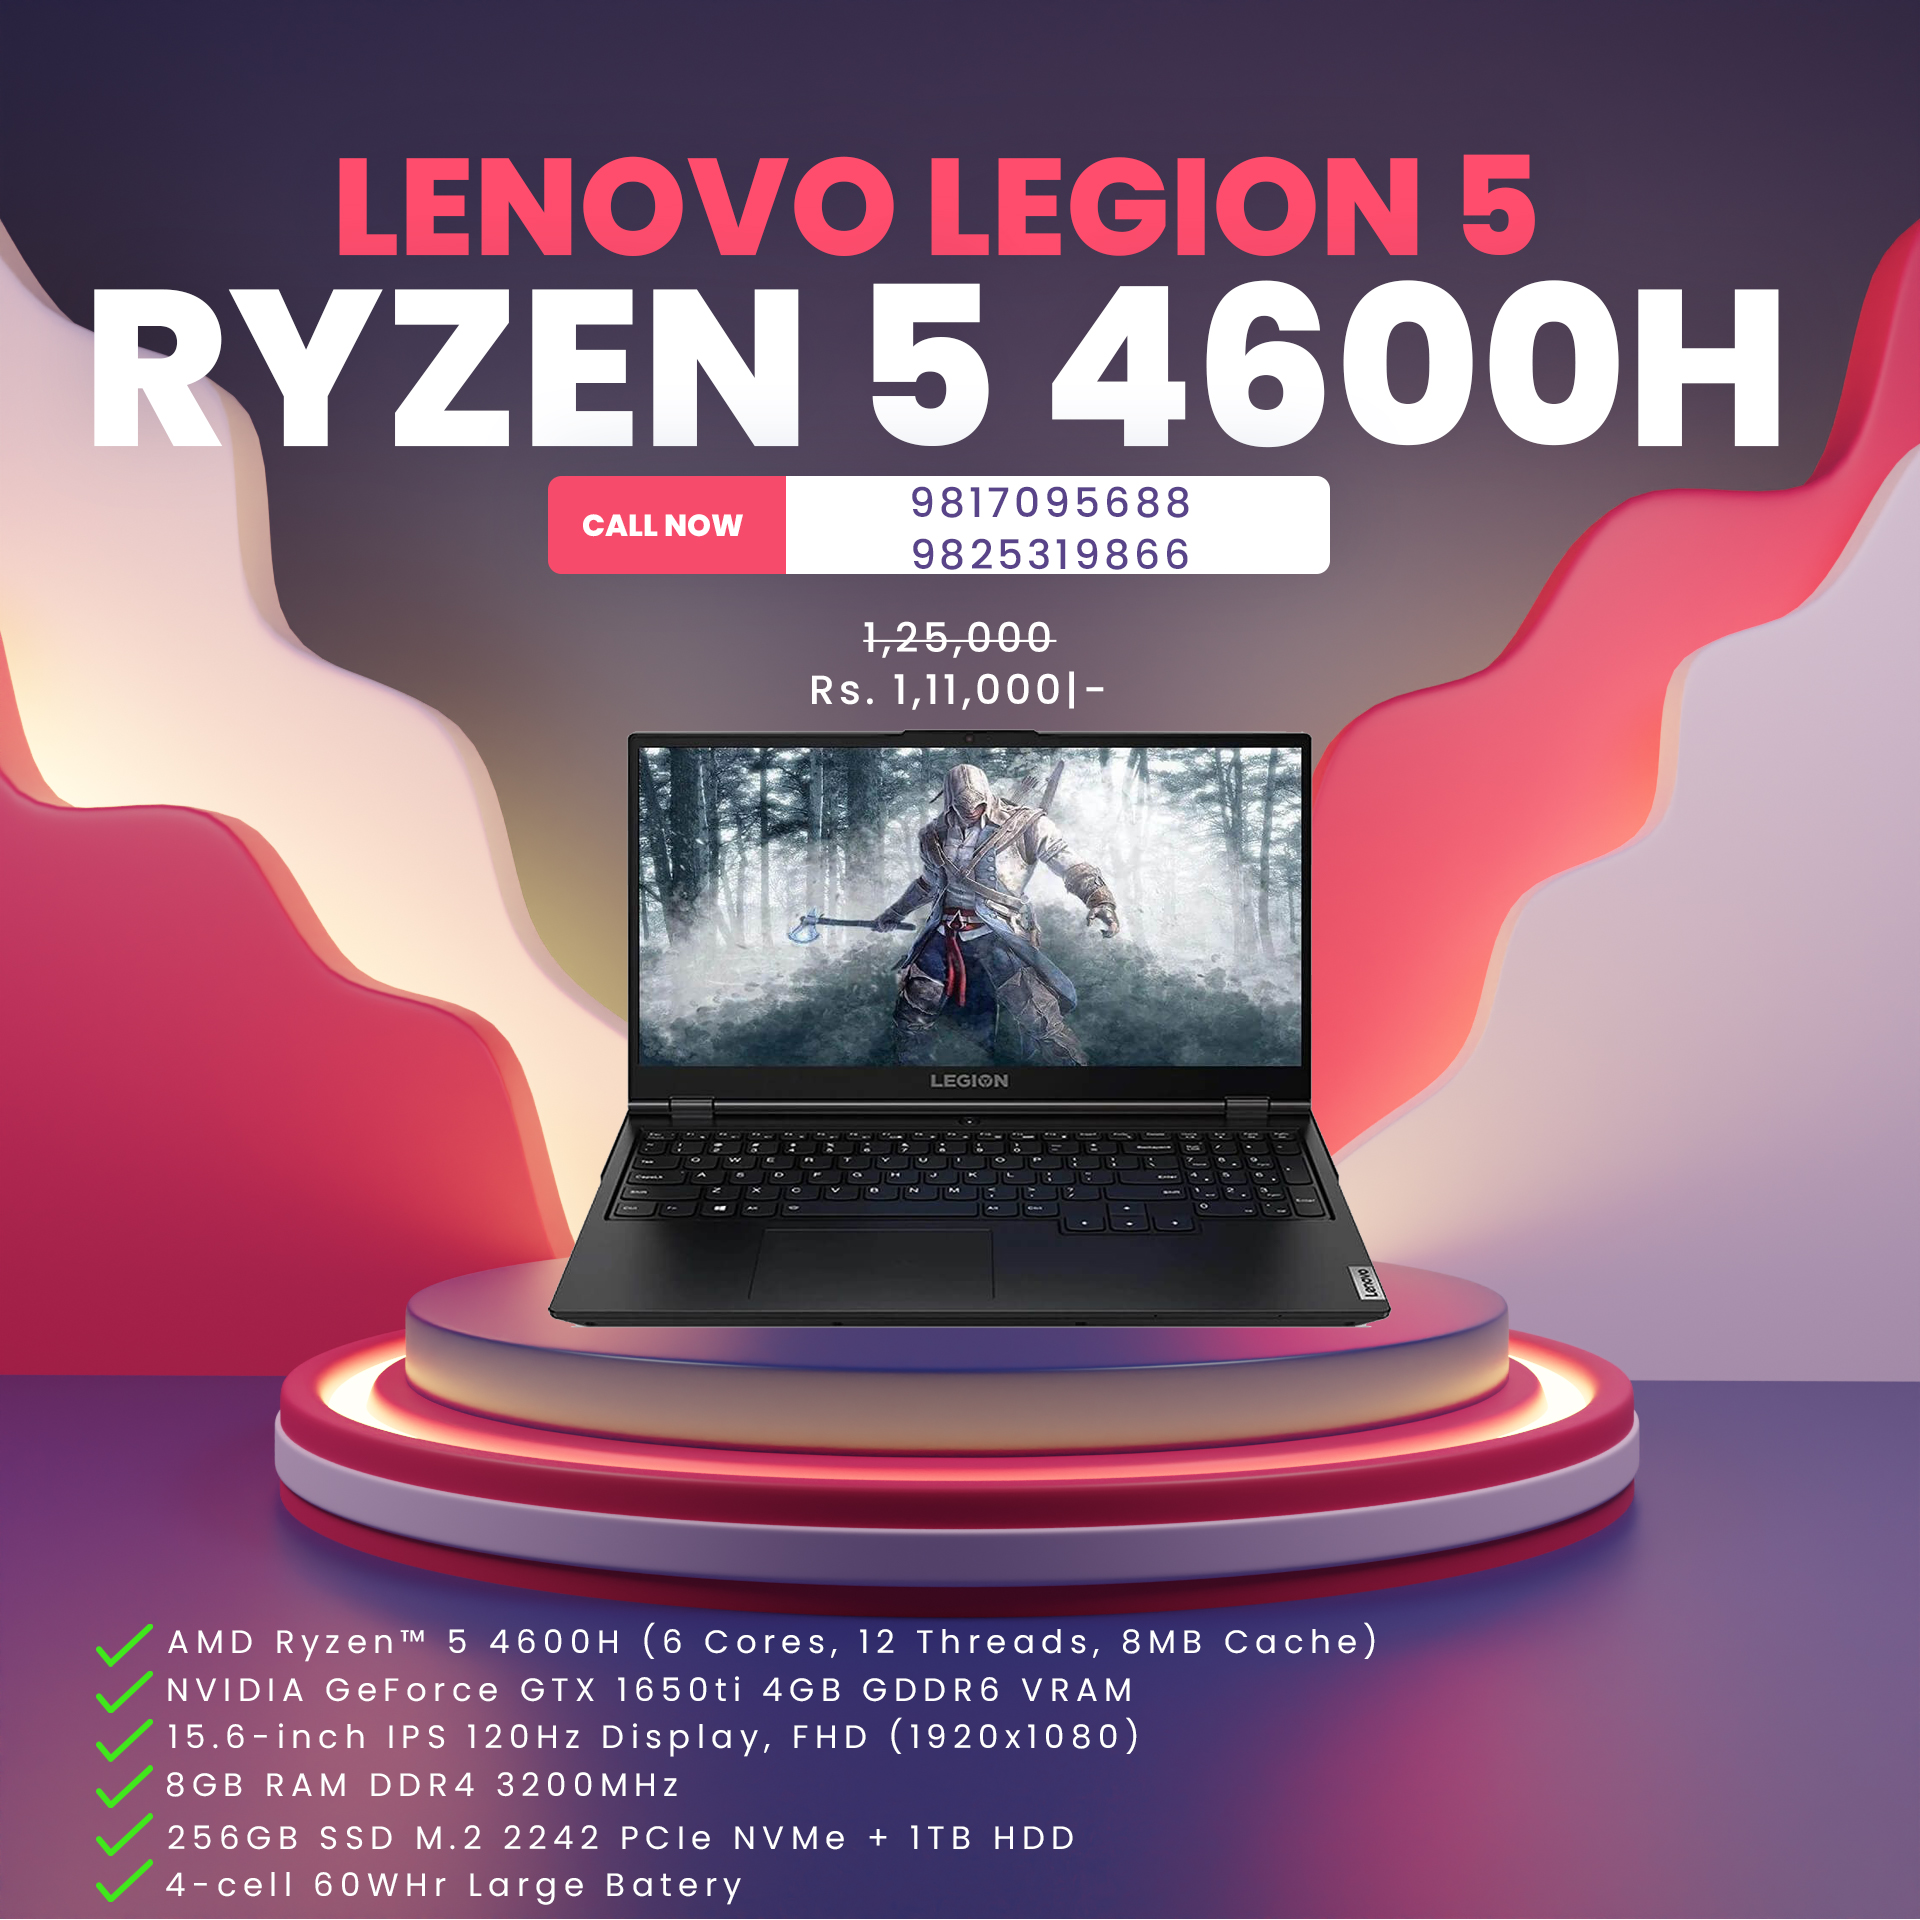 LENOVO LEGION 5
RYZEN 5 4600H
CALL NOW
9817095688
9825319866
1,25,000
Rs. 1,11,000|-
LEGION
Lenovo
AMD Ryzen™ 5 4600H (6 Cores, 12 Threads, 8MB Cache)
NVIDIA GeForce GTX 1650ti 4GB GDDR6 VRAM
15.6-inch IPS 120Hz Display, FHD (1920x1080)
8GB RAM DDR4 3200MHz
256GB SSD M.2 2242 PCIe NVMe + 1TB HDD
4-cell 60WHr Large Batery